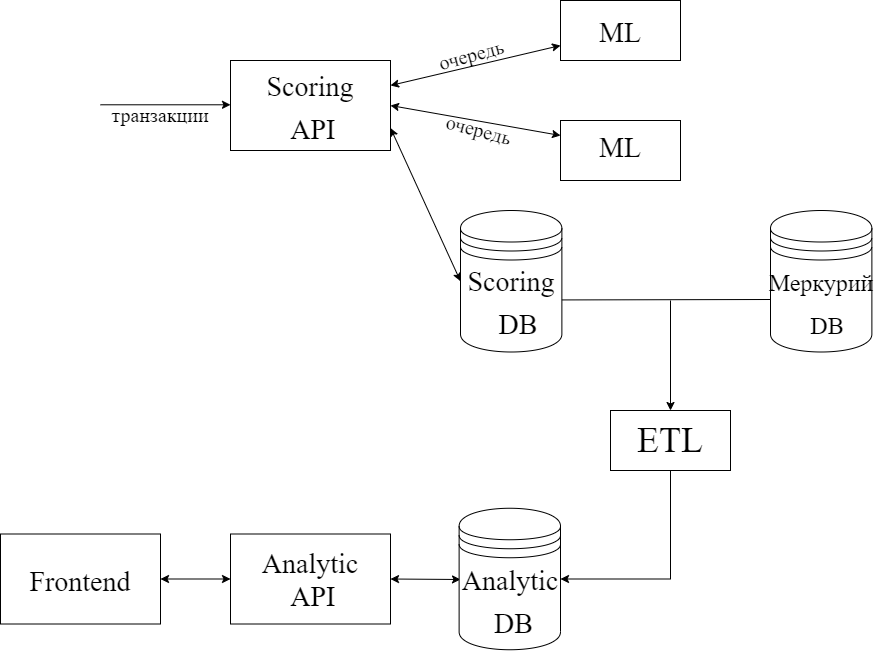 ML
очередь
Scoring
API
транзакции
очередь
ML
Scoring
DB
Меркурий
DB
ETL
Frontend
Analytic
API
Analytic
DB